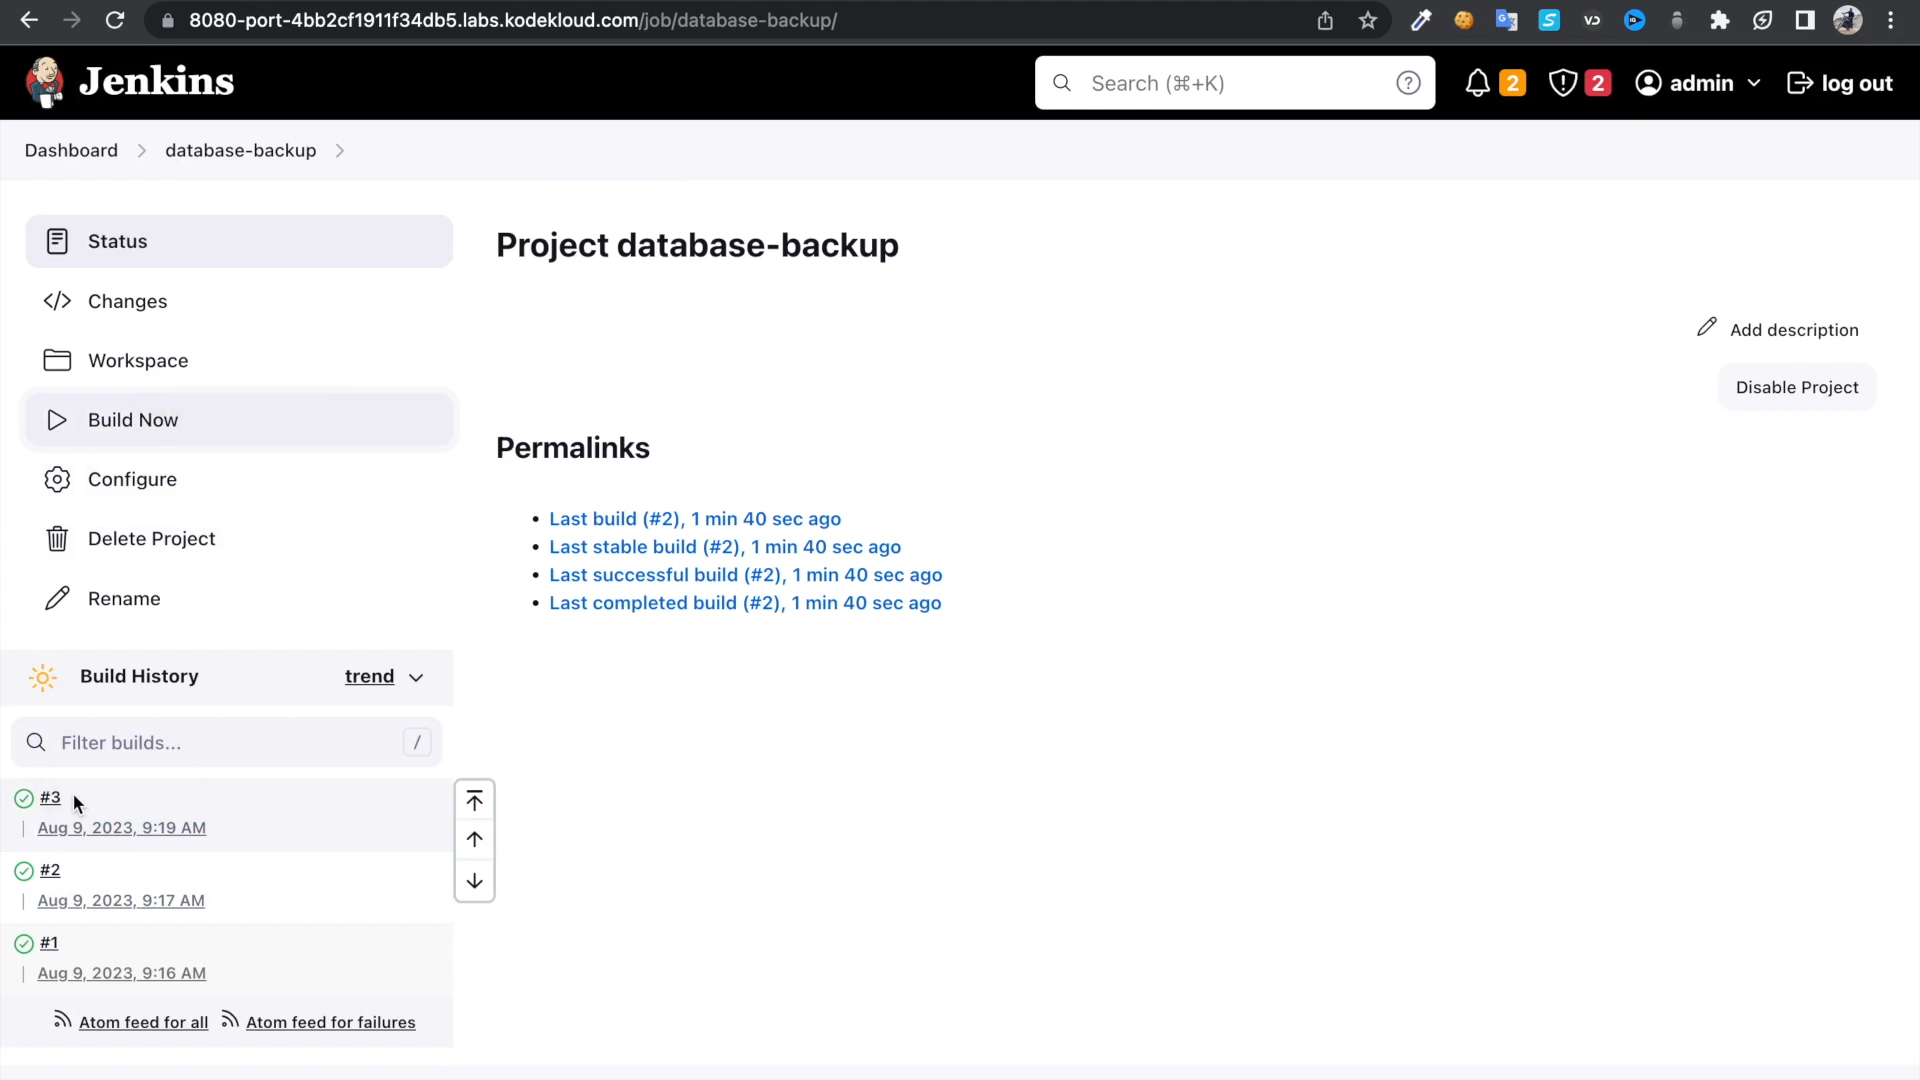 8080-port-4bb2cf1911f34db5.labs.kodekloud.com/job/database-backup/
Jenkins
Search (⌘+K)
2
2
admin
log out
Dashboard
database-backup
Status
Changes
Workspace
Build Now
Configure
Delete Project
Rename
Build History
trend
Filter builds...
/
#3
Aug 9, 2023, 9:19 AM
#2
Aug 9, 2023, 9:17 AM
#1
Aug 9, 2023, 9:16 AM
Atom feed for all
Atom feed for failures
Project database-backup
Add description
Disable Project
Permalinks
• Last build (#2), 1 min 40 sec ago
• Last stable build (#2), 1 min 40 sec ago
• Last successful build (#2), 1 min 40 sec ago
• Last completed build (#2), 1 min 40 sec ago